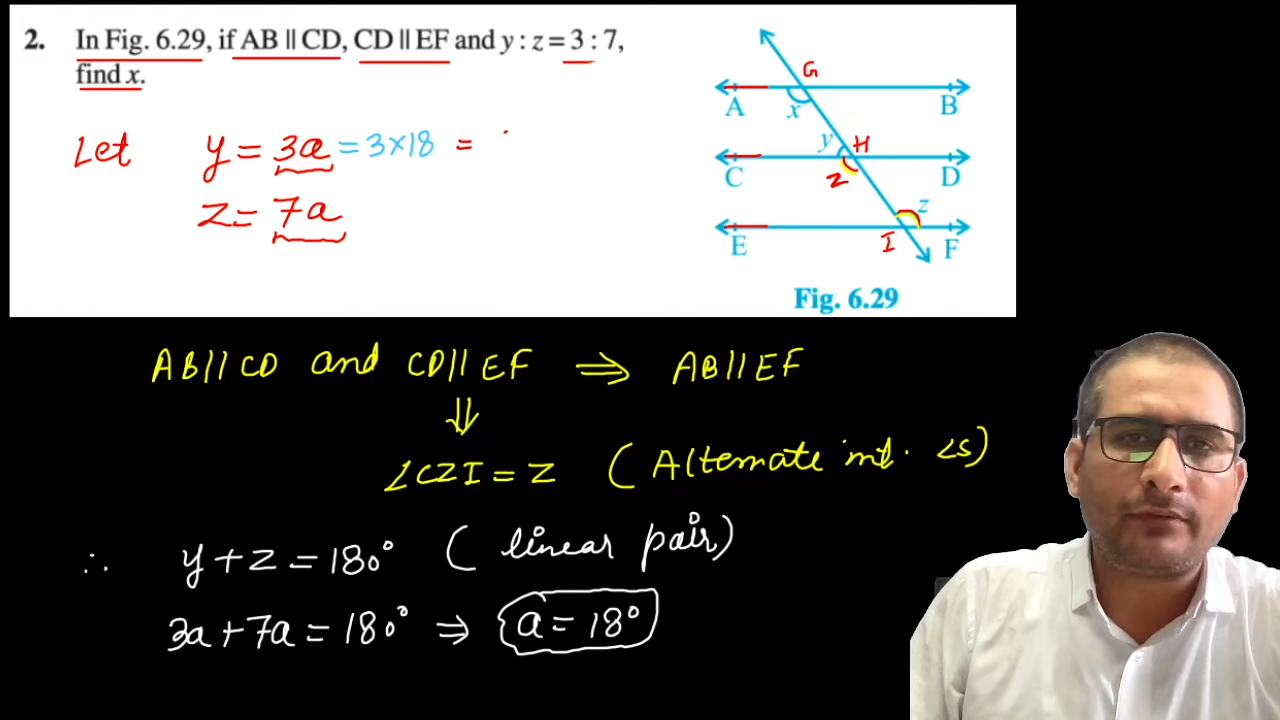 2. In Fig. 6.29, if AB || CD, CD || EF and y : z = 3 : 7,
find x.
Let y = 3a = 3×18 =
z = 7a
G
A B
x
y H
C D
z
z
I
E F
Fig. 6.29
AB || CD and CD || EF ⇒ AB || EF
⇓
∠CZI = Z (Alternate int. ∠s)
∴ y + z = 180° (linear pair)
3a + 7a = 180° ⇒ a = 18°